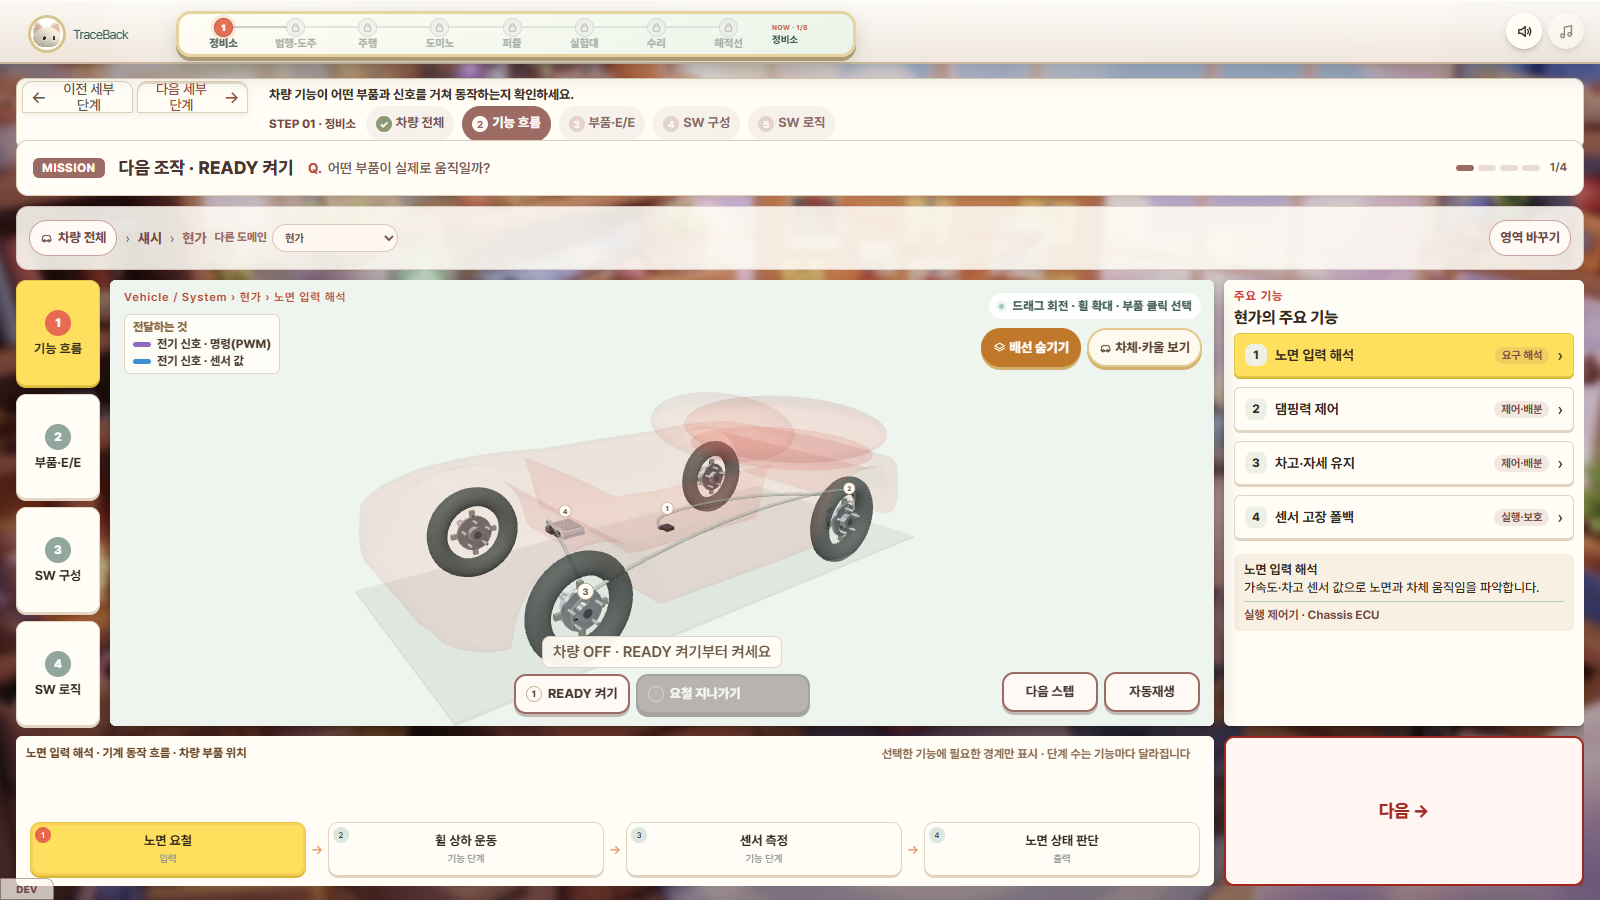 TraceBack
1
정비소
범행·도주
주행
도미노
퍼즐
실험대
수리
해적선
NOW · 1/8
정비소
← 이전 세부 단계
다음 세부 단계 →
차량 기능이 어떤 부품과 신호를 거쳐 동작하는지 확인하세요.
STEP 01 · 정비소
차량 전체
2 기능 흐름
3 부품·E/E
4 SW 구성
5 SW 로직
MISSION
다음 조작 · READY 켜기
Q. 어떤 부품이 실제로 움직일까?
1/4
차량 전체 › 섀시 › 현가
다른 도메인
현가
영역 바꾸기
1
기능 흐름
2
부품·E/E
3
SW 구성
4
SW 로직
Vehicle / System › 현가 › 노면 입력 해석
전달하는 것
전기 신호 · 명령(PWM)
전기 신호 · 센서 값
드래그 회전 · 휠 확대 · 부품 클릭 선택
배선 숨기기
차체·카울 보기
1
2
3
4
차량 OFF · READY 켜기부터 켜세요
1 READY 켜기
요철 지나가기
다음 스텝
자동재생
주요 기능
현가의 주요 기능
1 노면 입력 해석 요구 해석 ›
2 댐핑력 제어 제어·배분 ›
3 차고·자세 유지 제어·배분 ›
4 센서 고장 폴백 실행·보호 ›
노면 입력 해석
가속도·차고 센서 값으로 노면과 차체 움직임을 파악합니다.
실행 제어기 · Chassis ECU
노면 입력 해석 · 기계 동작 흐름 · 차량 부품 위치
선택한 기능에 필요한 경계만 표시 · 단계 수는 기능마다 달라집니다
1
노면 요철
입력
→
2
휠 상하 운동
기능 단계
→
3
센서 측정
기능 단계
→
4
노면 상태 판단
출력
다음 →
DEV